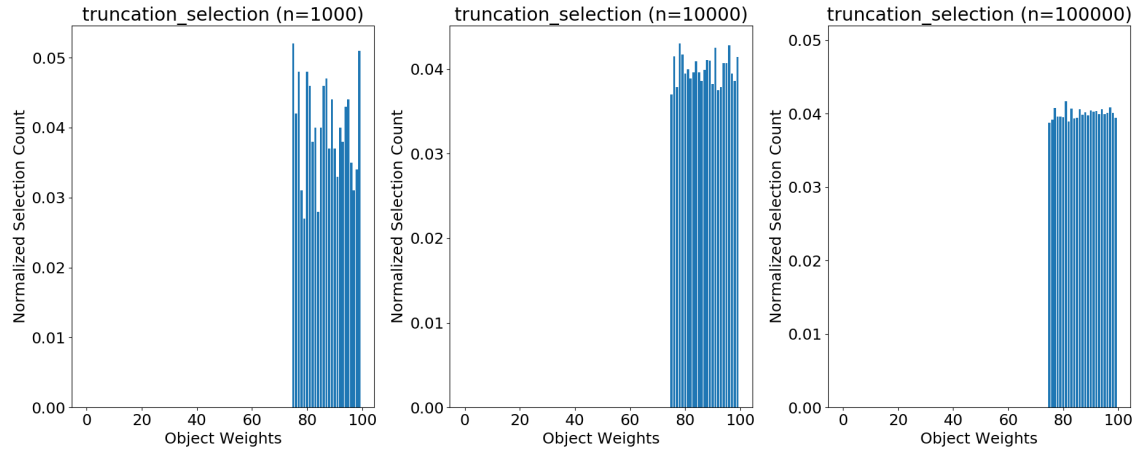 truncation_selection (n=1000)
Normalized Selection Count
0.05
0.04
0.03
0.02
0.01
0.00
0 20 40 60 80 100
Object Weights
truncation_selection (n=10000)
Normalized Selection Count
0.04
0.03
0.02
0.01
0.00
0 20 40 60 80 100
Object Weights
truncation_selection (n=100000)
Normalized Selection Count
0.05
0.04
0.03
0.02
0.01
0.00
0 20 40 60 80 100
Object Weights